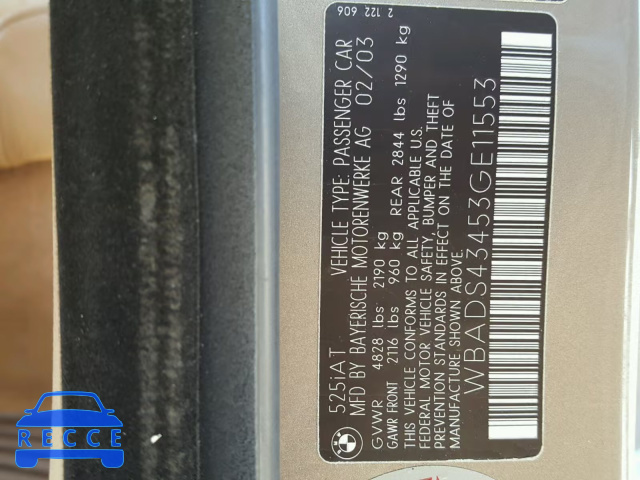 2 122 606
525iAT VEHICLE TYPE: PASSENGER CAR
MFD BY BAYERISCHE MOTORENWERKE AG 02/03
GVWR 4828 lbs 2190 kg
GAWR FRONT 2116 lbs 960 kg REAR 2844 lbs 1290 kg
THIS VEHICLE CONFORMS TO ALL APPLICABLE U.S.
FEDERAL MOTOR VEHICLE SAFETY, BUMPER AND THEFT
PREVENTION STANDARDS IN EFFECT ON THE DATE OF
MANUFACTURE SHOWN ABOVE.
WBADS43453GE11553
RECCE